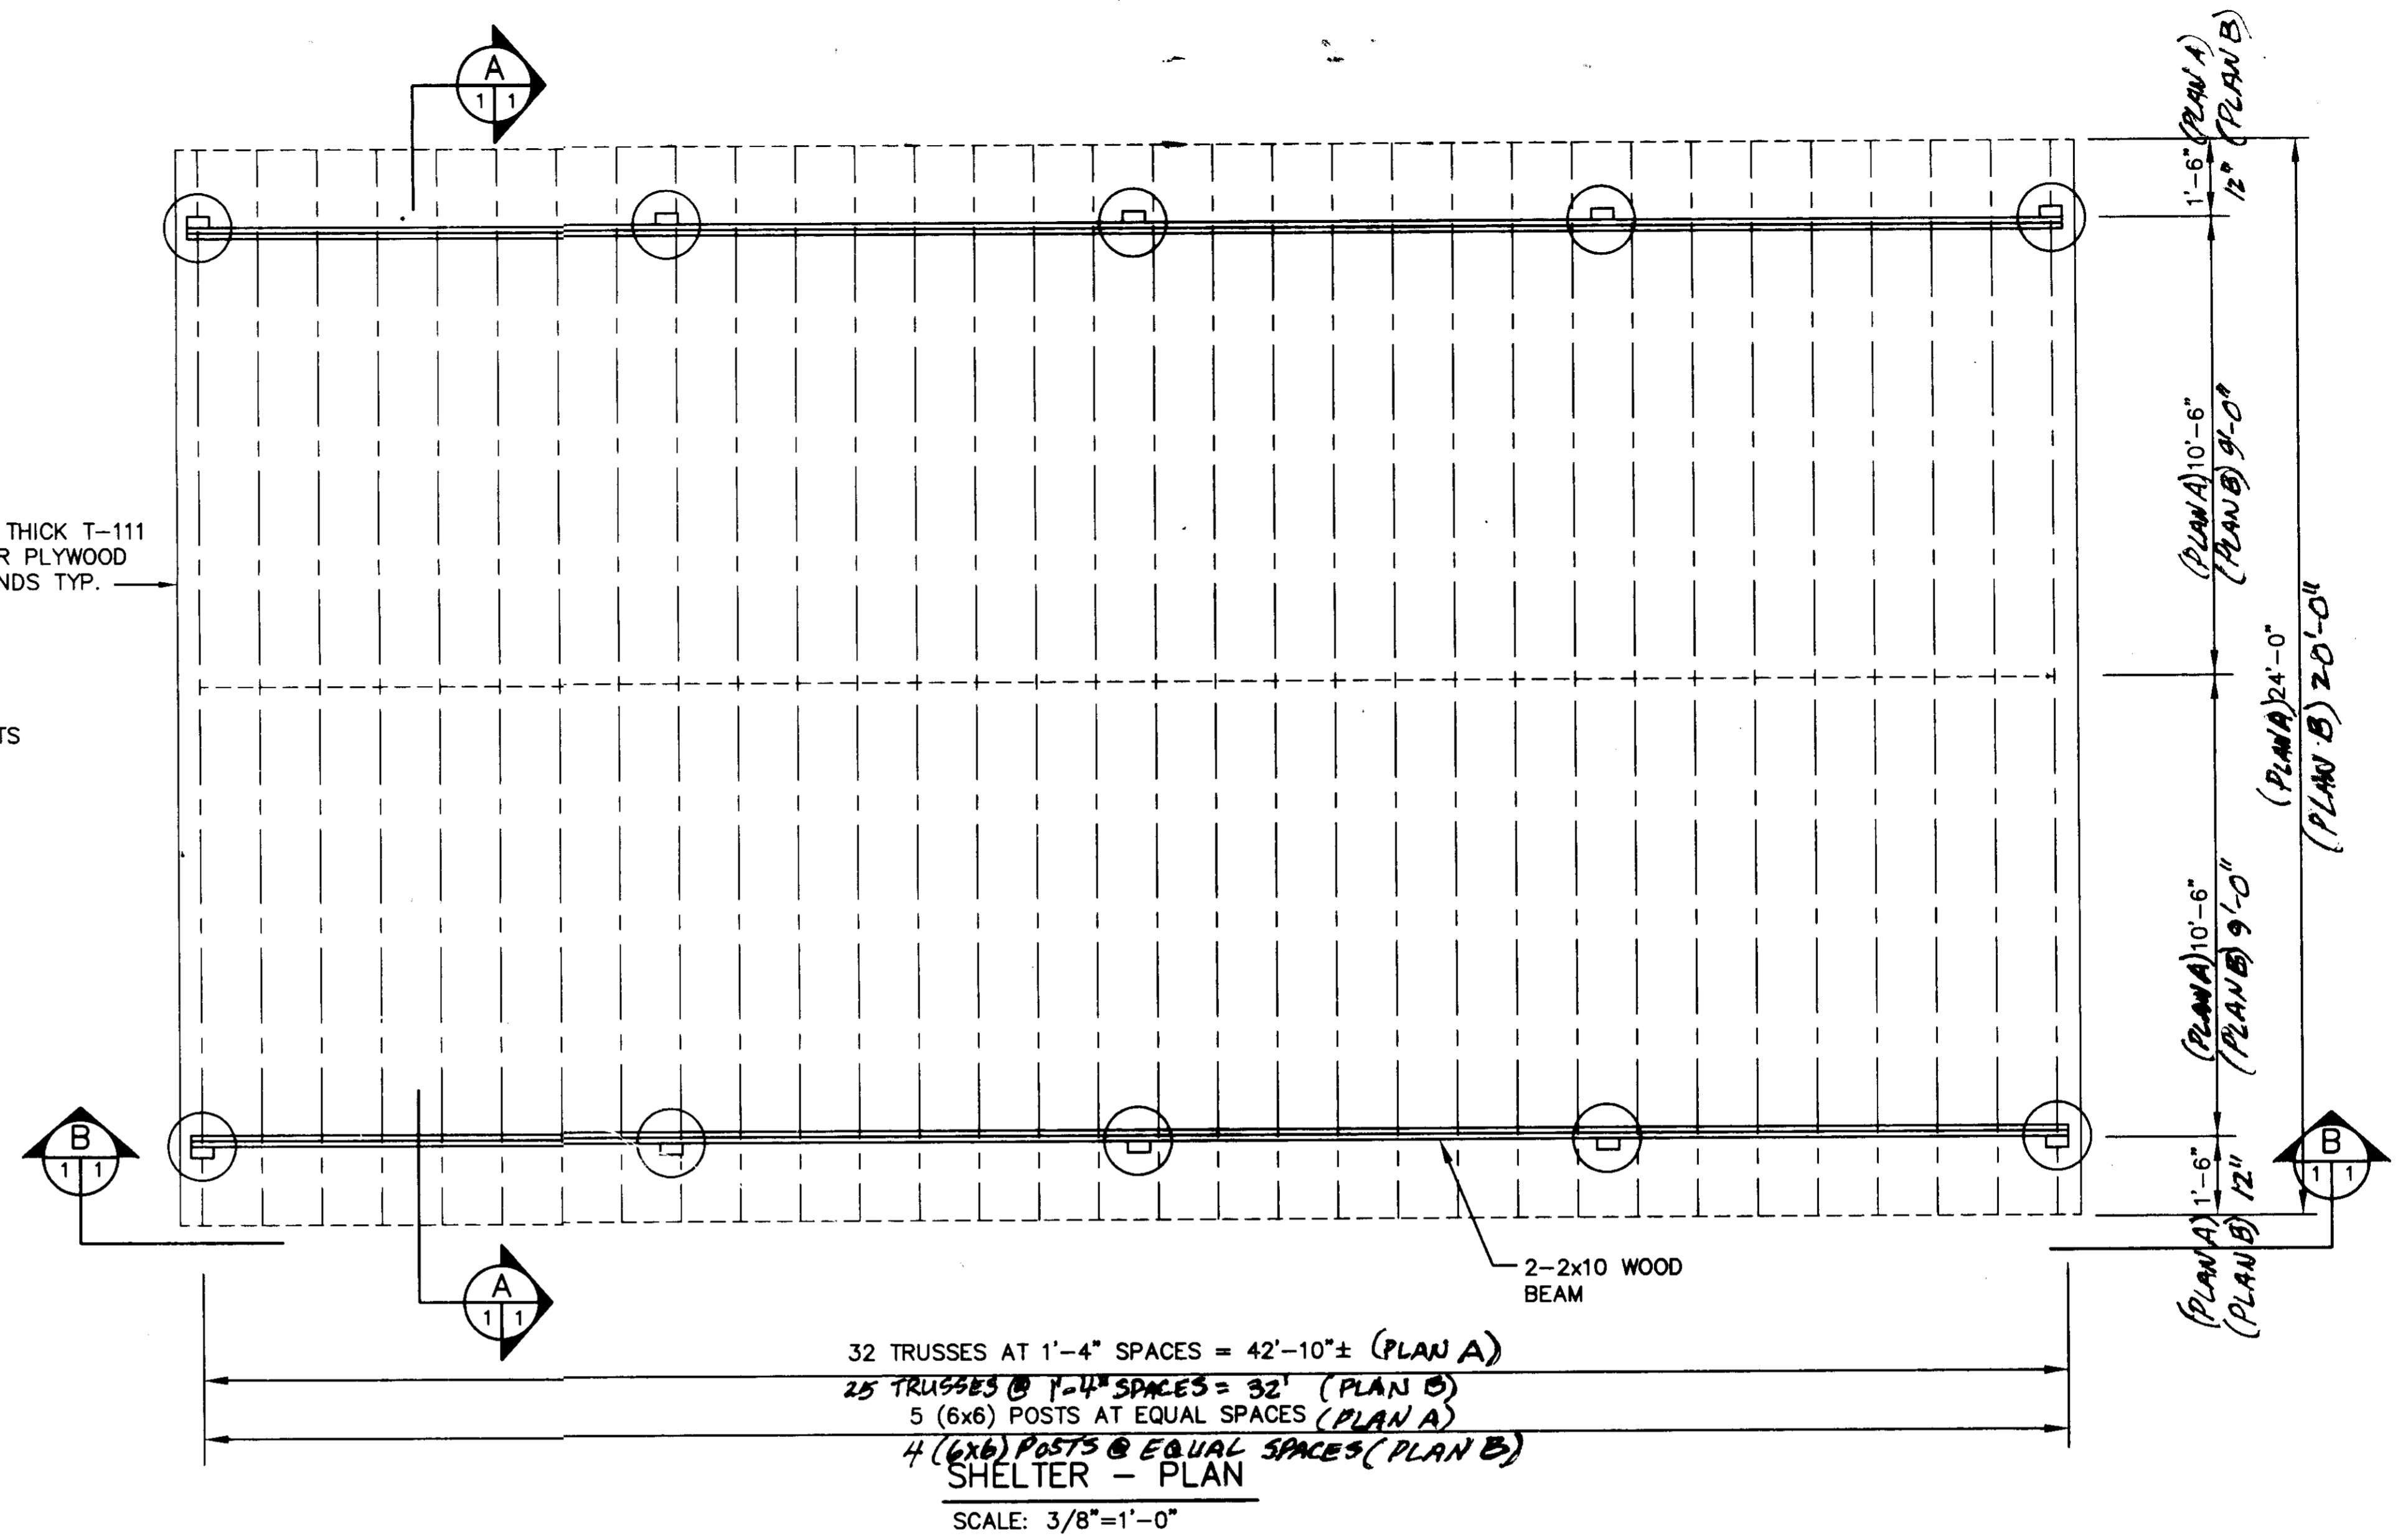 A
1 1
1'-6" (PLAN A)
12" (PLAN B)
(PLAN A) 10'-6"
(PLAN B) 9'-0"
THICK T-111
R PLYWOOD
NDS TYP.
(PLAN A) 24'-0"
(PLAN B) 20'-0"
TS
(PLAN A) 10'-6"
(PLAN B) 9'-0"
B
1 1
B
1 1
(PLAN A) 1'-6"
(PLAN B) 12"
2-2x10 WOOD
BEAM
A
1 1
32 TRUSSES AT 1'-4" SPACES = 42'-10"± (PLAN A)
25 TRUSSES @ 1'-4" SPACES = 32' (PLAN B)
5 (6x6) POSTS AT EQUAL SPACES (PLAN A)
4 (6x6) POSTS @ EQUAL SPACES (PLAN B)
SHELTER - PLAN
SCALE: 3/8"=1'-0"